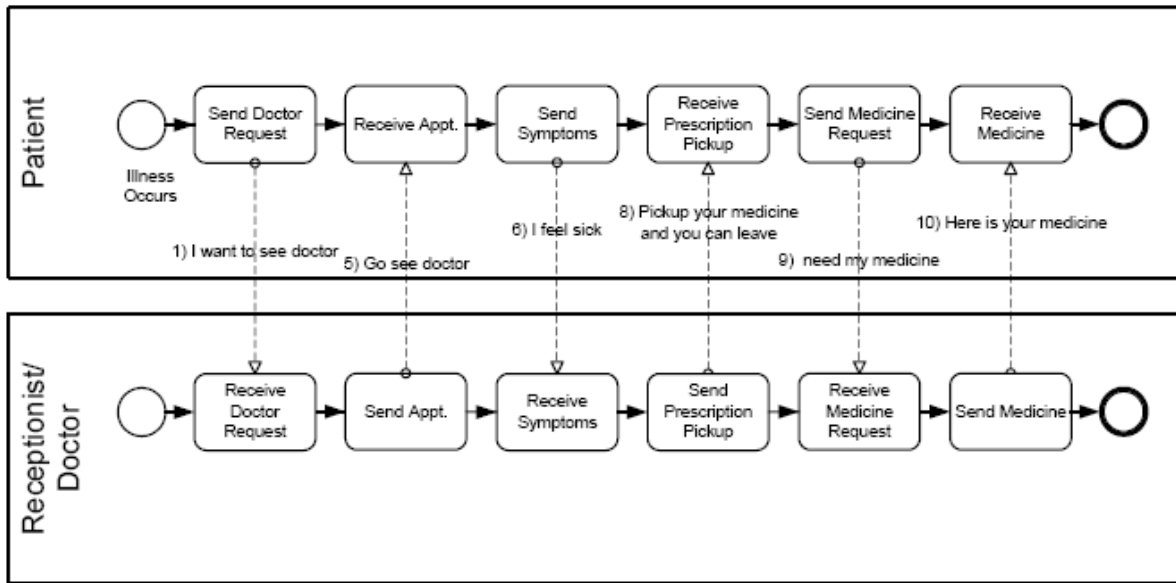 Patient
Send Doctor
Request
Receive Appt.
Send
Symptoms
Receive
Prescription
Pickup
Send Medicine
Request
Receive
Medicine
Illness
Occurs
1) I want to see doctor
5) Go see doctor
6) I feel sick
8) Pickup your medicine
and you can leave
9) need my medicine
10) Here is your medicine
Receptionist/
Doctor
Receive
Doctor
Request
Send Appt.
Receive
Symptoms
Send
Prescription
Pickup
Receive
Medicine
Request
Send Medicine